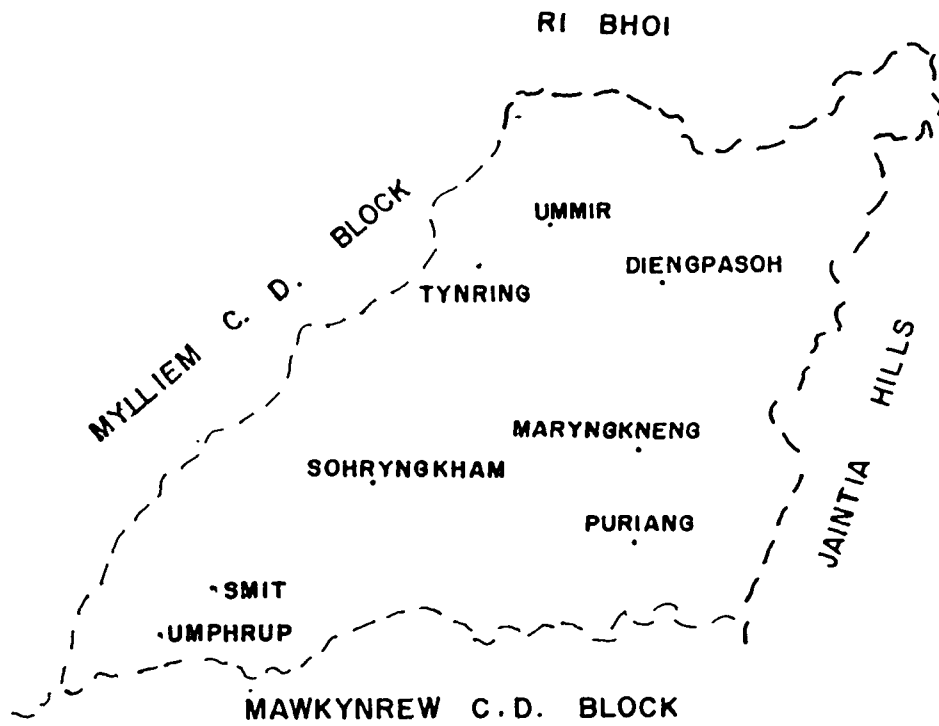 RI BHOI
MYLLIEM C. D. BLOCK
UMMIR
DIENGPASOH
TYNRING
JAINTIA HILLS
MARYNGKNENG
SOHRYNGKHAM
PURIANG
SMIT
UMPHRUP
MAWKYNREW C.D. BLOCK